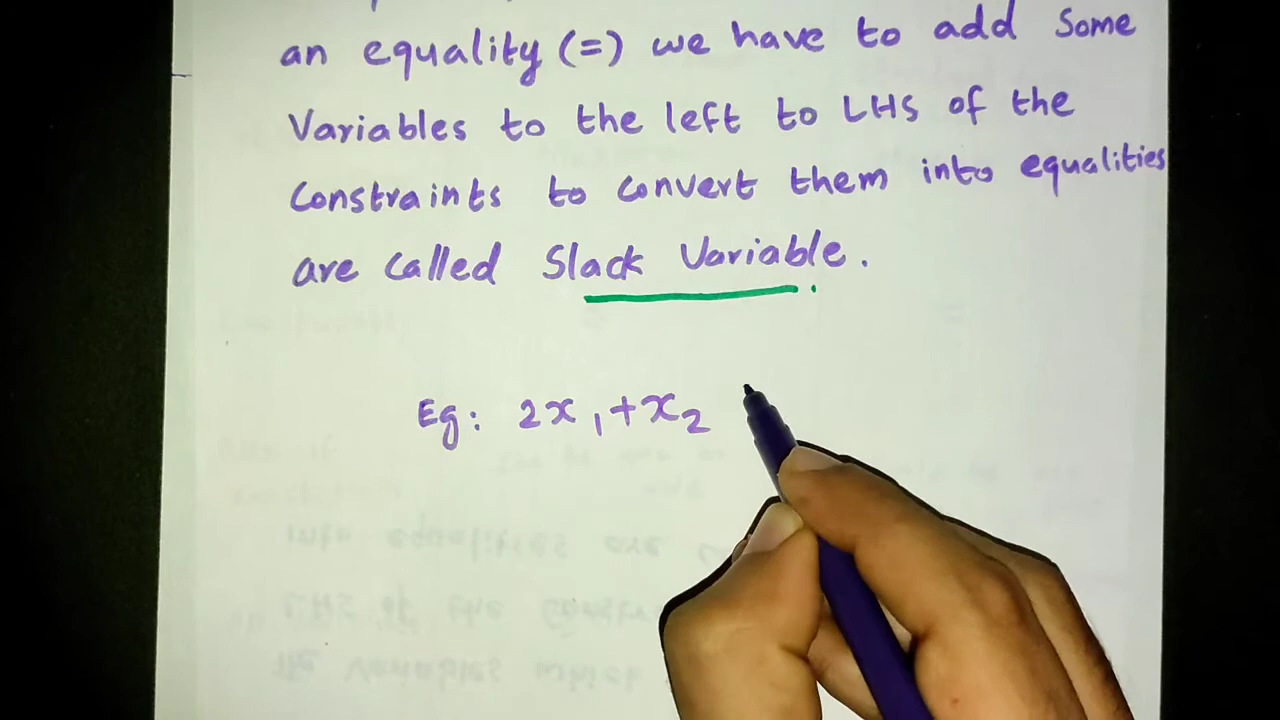 an equality (=) we have to add Some
Variables to the left to LHS of the
Constraints to convert them into equalities
are called Slack Variable.
Eg: 2x₁+x₂